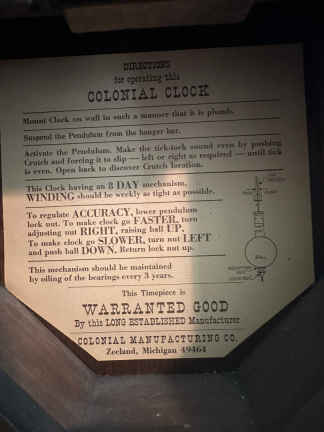 DIRECTIONS
for operating this
COLONIAL CLOCK
Mount Clock on wall in such a manner that it is plumb.
Suspend the Pendulum from the hanger bar.
Activate the Pendulum. Make the tick-tock sound even by pushing
Crutch and forcing it to slip — left or right as required — until tick
is even. Open back to discover Crutch location.
This Clock having an 8 DAY mechanism,
WINDING should be weekly as tight as possible.
To regulate ACCURACY, lower pendulum
lock nut. To make clock go FASTER, turn
adjusting nut RIGHT, raising ball UP.
To make clock go SLOWER, turn nut LEFT
and push ball DOWN. Return lock nut up.
This mechanism should be maintained
by oiling of the bearings every 3 years.
This Timepiece is
WARRANTED GOOD
By this LONG ESTABLISHED Manufacturer
COLONIAL MANUFACTURING CO.
Zeeland, Michigan 49464